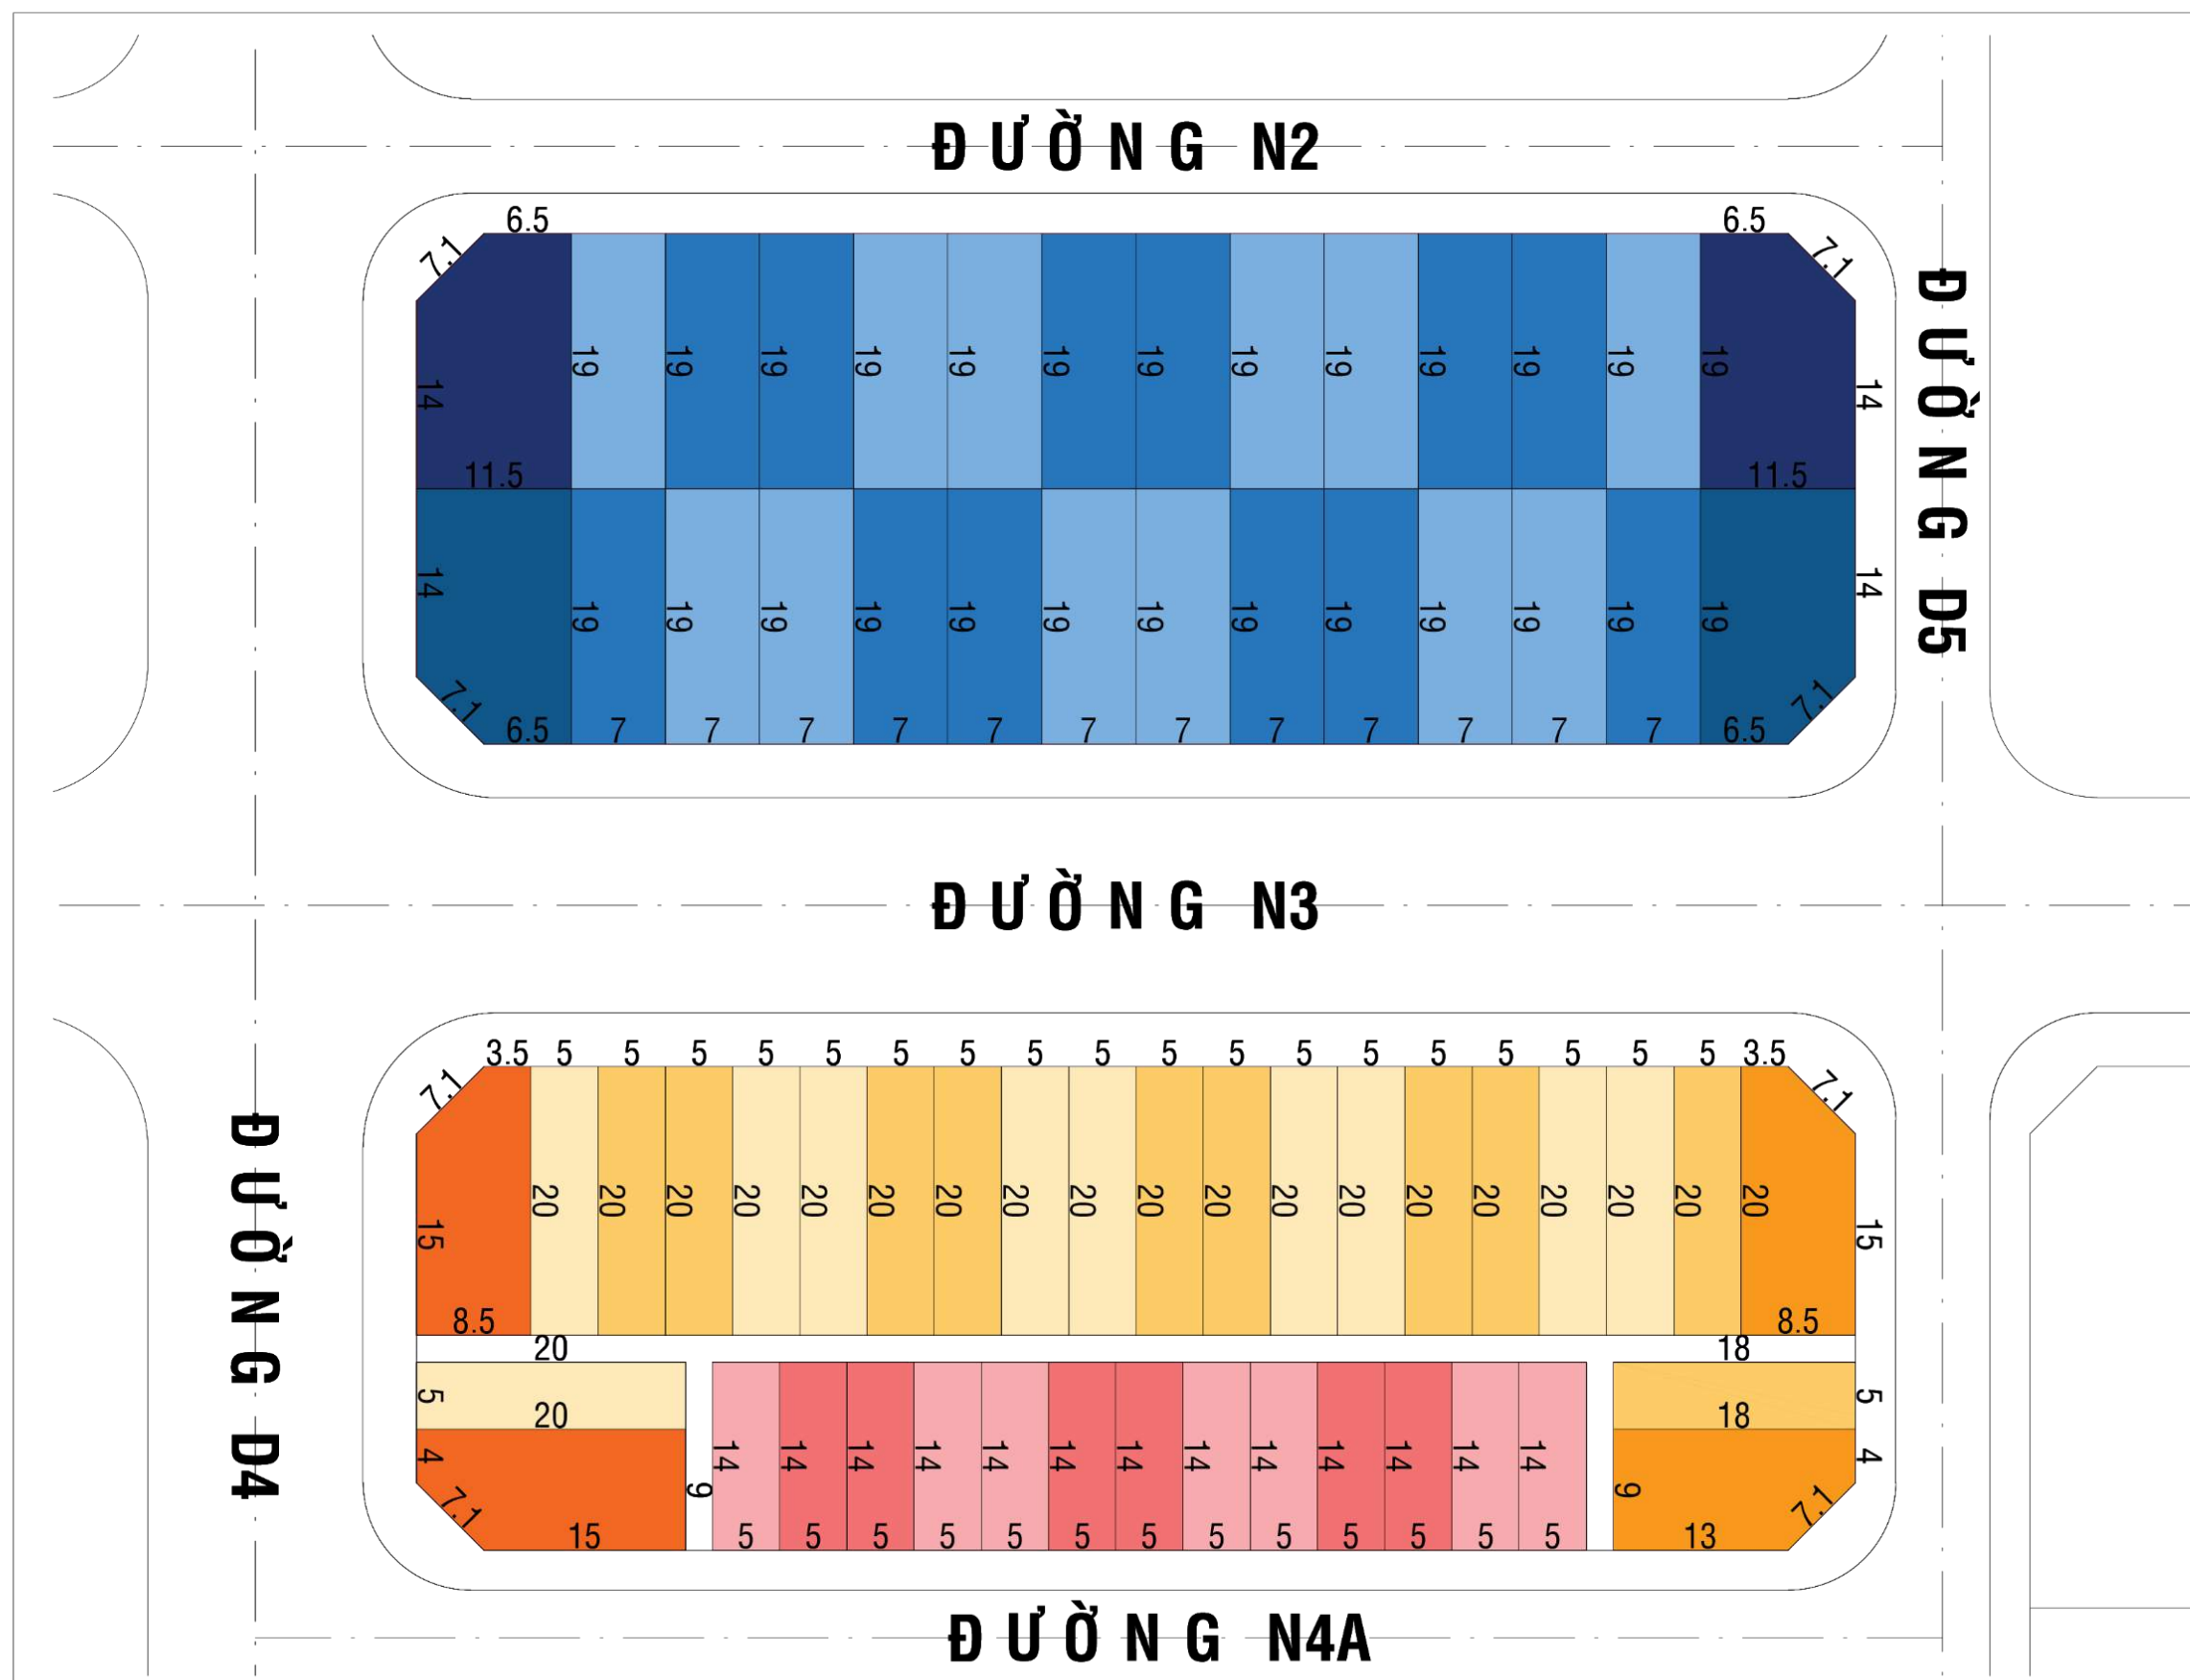 ĐƯỜNG N2
6.5 6.5
7.1 7.1
19 19 19 19 19 19 19 19 19 19 19 19 19
14 14
11.5 11.5
14 14
19 19 19 19 19 19 19 19 19 19 19 19 19
7.1 7.1
6.5 7 7 7 7 7 7 7 7 7 7 7 7 6.5
ĐƯỜNG D5
ĐƯỜNG N3
3.5 5 5 5 5 5 5 5 5 5 5 5 5 5 5 5 5 5 5 3.5
7.1 7.1
20 20 20 20 20 20 20 20 20 20 20 20 20 20 20 20 20 20 20
15 15
8.5 8.5
20 18
5 5
20 18
4 14 14 14 14 14 14 14 14 14 14 14 14 14 4
9 9
7.1 7.1
15 5 5 5 5 5 5 5 5 5 5 5 5 5 13
ĐƯỜNG D4
ĐƯỜNG N4A